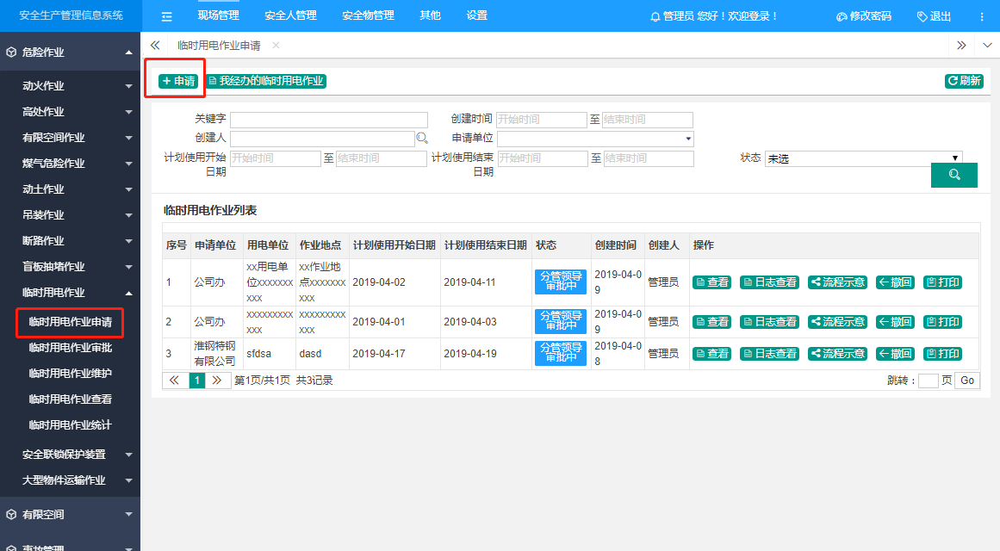 安全生产管理信息系统
现场管理 安全人管理 安全物管理 其他 设置
管理员 您好！欢迎登录！ 修改密码 退出
危险作业
动火作业
高处作业
有限空间作业
煤气危险作业
动土作业
吊装作业
断路作业
盲板抽堵作业
临时用电作业
临时用电作业申请
临时用电作业审批
临时用电作业维护
临时用电作业查看
临时用电作业统计
安全联锁保护装置
大型物件运输作业
有限空间
事故管理
临时用电作业申请
申请 我经办的临时用电作业 刷新
关键字 创建时间 开始时间 至 结束时间
创建人 申请单位
计划使用开始日期 开始时间 至 结束时间 计划使用结束日期 开始时间 至 结束时间 状态 未选
临时用电作业列表
序号 申请单位 用电单位 作业地点 计划使用开始日期 计划使用结束日期 状态 创建时间 创建人 操作
1 公司办 xx用电单位xxxxxxxxxx xx作业地点xxxxxxxxxx 2019-04-02 2019-04-11 分管领导审批中 2019-04-09 管理员 查看 日志查看 流程示意 撤回 打印
2 公司办 xxxxxxxxxxxx xxxxxxxxxxxx 2019-04-01 2019-04-03 分管领导审批中 2019-04-09 管理员 查看 日志查看 流程示意 撤回 打印
3 淮钢特钢有限公司 sfdsa dasd 2019-04-17 2019-04-19 分管领导审批中 2019-04-08 管理员 查看 日志查看 流程示意 撤回 打印
1 第1页/共1页 共3记录 跳转： 页 Go